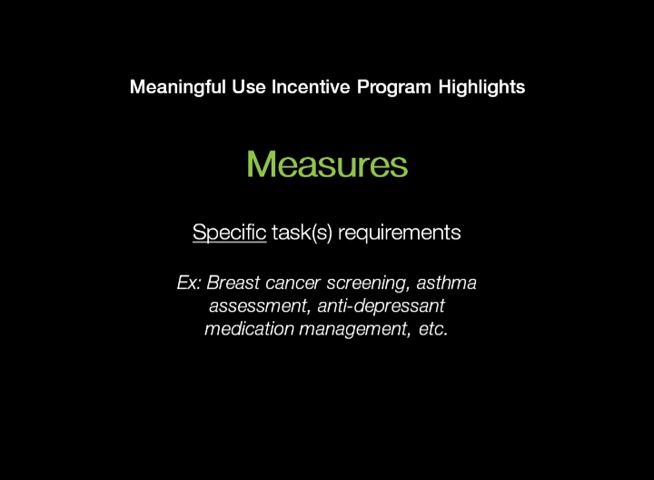 Meaningful Use Incentive Program Highlights
Measures
Specific task(s) requirements
Ex: Breast cancer screening, asthma
assessment, anti-depressant
medication management, etc.